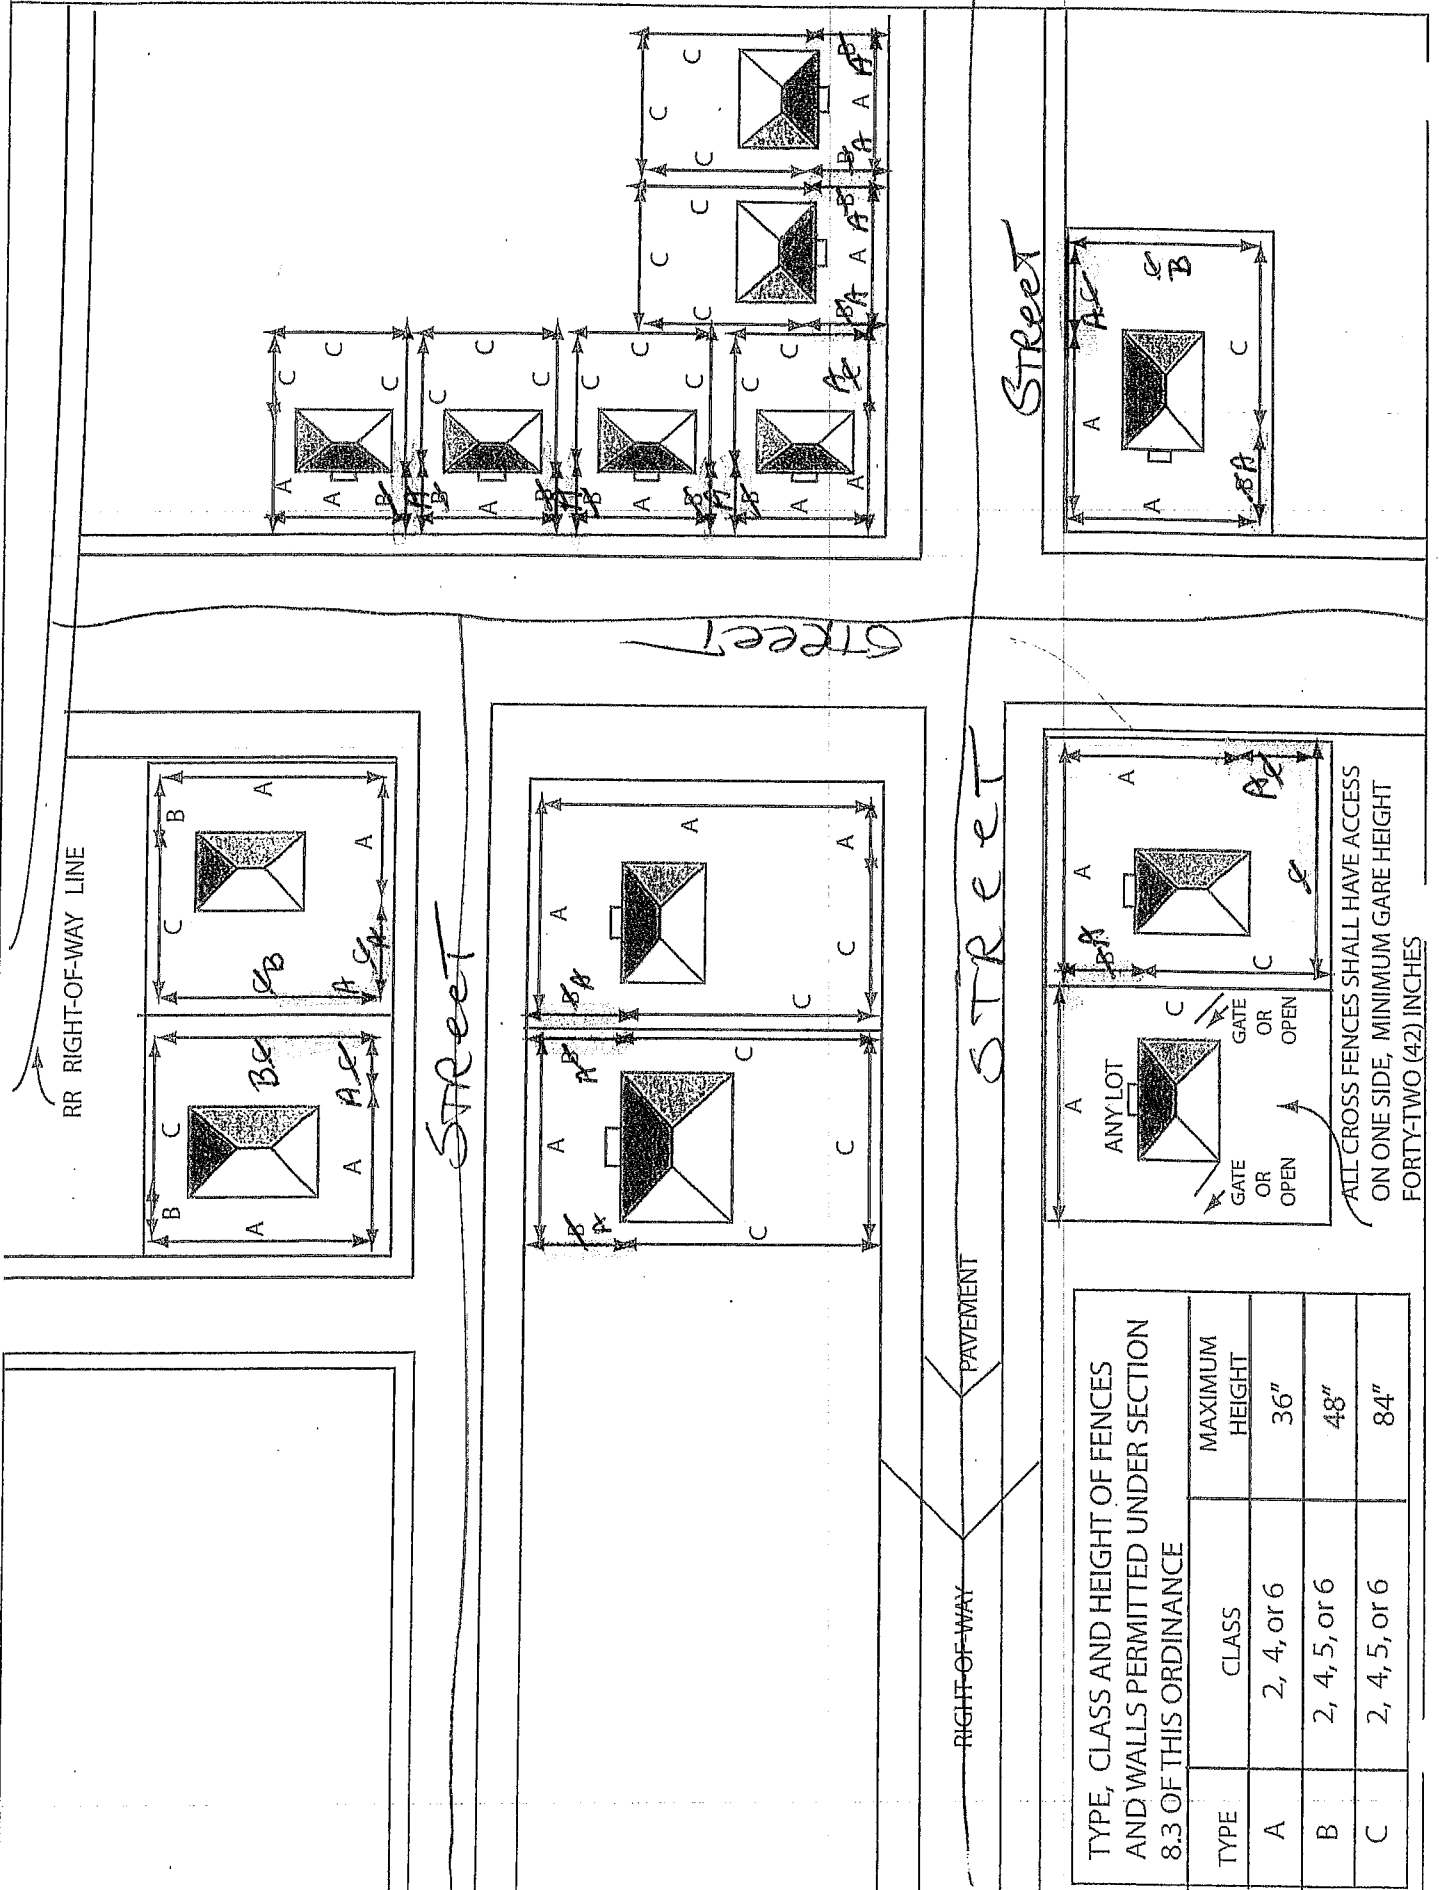 RR RIGHT-OF-WAY LINE
B C
B C
A
B
A
A
A C
C
B
C B
A
A
A C
STREET
A
B A
C
C
B A
C
A
B A
C
C
A
A
STREET
C
A
A
B
C
A
A
B
C
C
A
B
C
C
A
B
C
C
A
B
C
C
A
A C
C
C
B A
A
A B
C
C
C
C
B A
A
A B
C
STREET
STREET
A
A
A C
C B
B A
C
RIGHT-OF-WAY
PAVEMENT
A
ANY LOT
C
GATE
OR
OPEN
GATE
OR
OPEN
B A
A
A
A C
C
C
ALL CROSS FENCES SHALL HAVE ACCESS
ON ONE SIDE, MINIMUM GARE HEIGHT
FORTY-TWO (42) INCHES
TYPE, CLASS AND HEIGHT OF FENCES
AND WALLS PERMITTED UNDER SECTION
8.3 OF THIS ORDINANCE
TYPE CLASS MAXIMUM HEIGHT
A 2, 4, or 6 36"
B 2, 4, 5, or 6 48"
C 2, 4, 5, or 6 84"